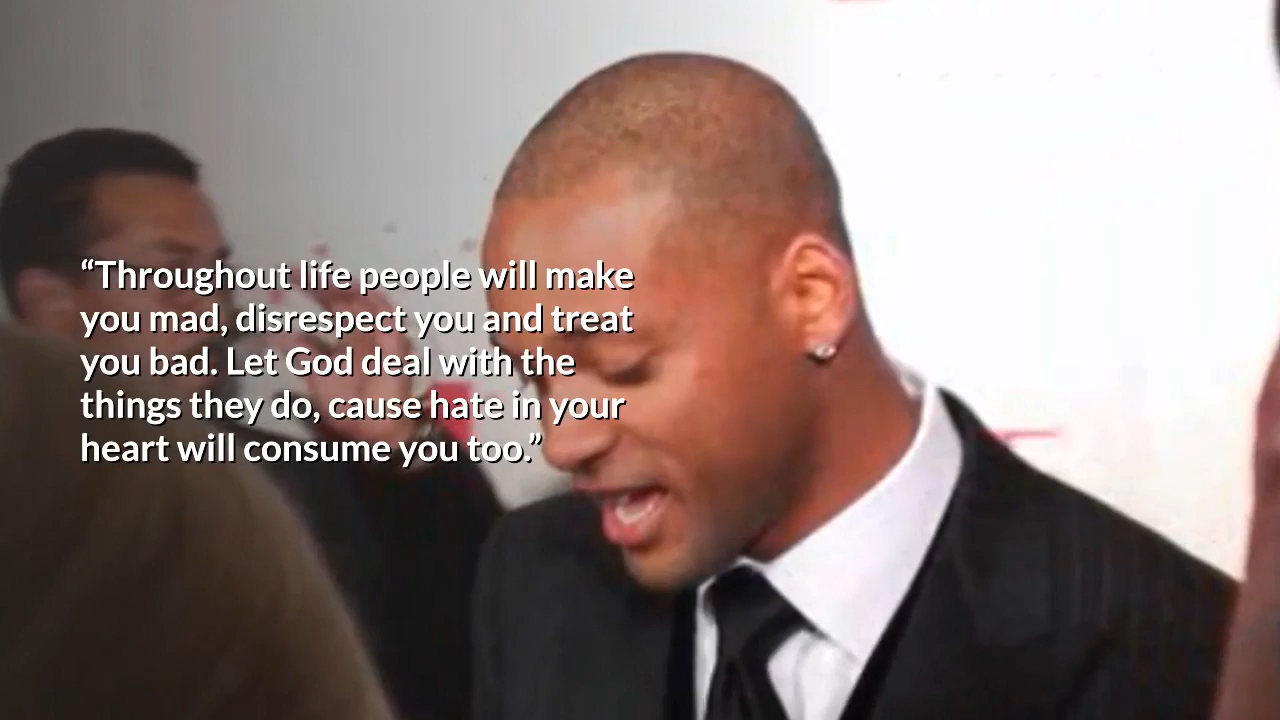 “Throughout life people will make
you mad, disrespect you and treat
you bad. Let God deal with the
things they do, cause hate in your
heart will consume you too.”